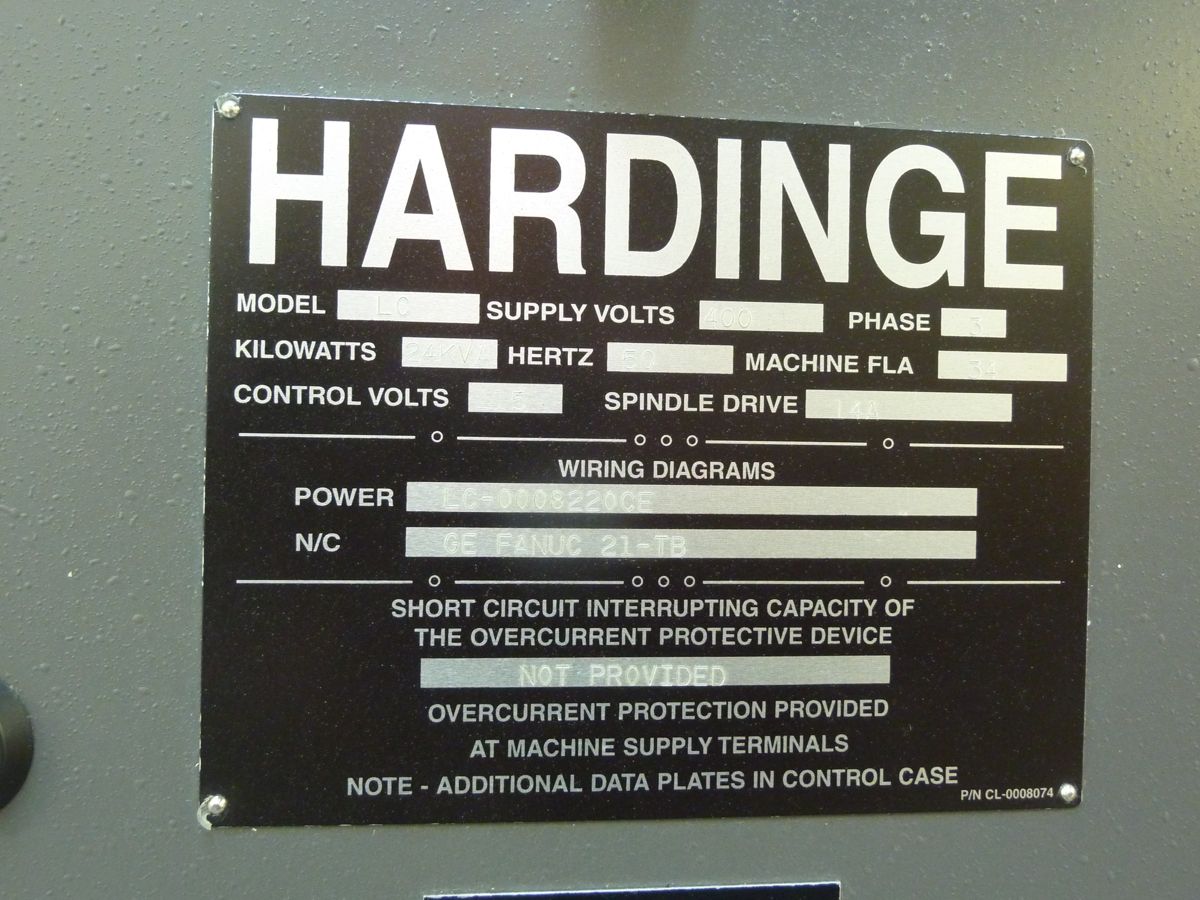 HARDINGE
MODEL LC SUPPLY VOLTS 400 PHASE 3
KILOWATTS 24KVA HERTZ 50 MACHINE FLA 34
CONTROL VOLTS SPINDLE DRIVE 14A
WIRING DIAGRAMS
POWER LC-0008220CE
N/C GE FANUC 21-TB
SHORT CIRCUIT INTERRUPTING CAPACITY OF
THE OVERCURRENT PROTECTIVE DEVICE
NOT PROVIDED
OVERCURRENT PROTECTION PROVIDED
AT MACHINE SUPPLY TERMINALS
NOTE - ADDITIONAL DATA PLATES IN CONTROL CASE
P/N CL-0008074